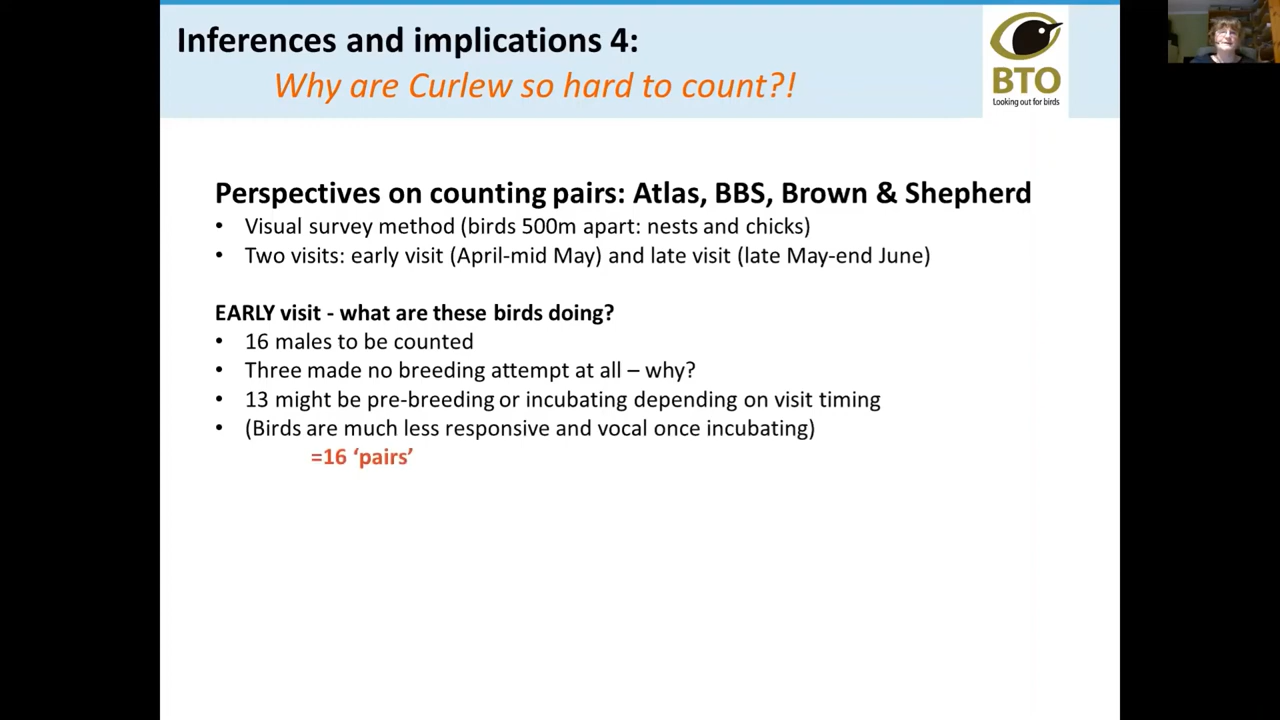 Inferences and implications 4:
Why are Curlew so hard to count?!
BTO
Looking out for birds
Perspectives on counting pairs: Atlas, BBS, Brown & Shepherd
• Visual survey method (birds 500m apart: nests and chicks)
• Two visits: early visit (April-mid May) and late visit (late May-end June)
EARLY visit - what are these birds doing?
• 16 males to be counted
• Three made no breeding attempt at all – why?
• 13 might be pre-breeding or incubating depending on visit timing
• (Birds are much less responsive and vocal once incubating)
=16 ‘pairs’